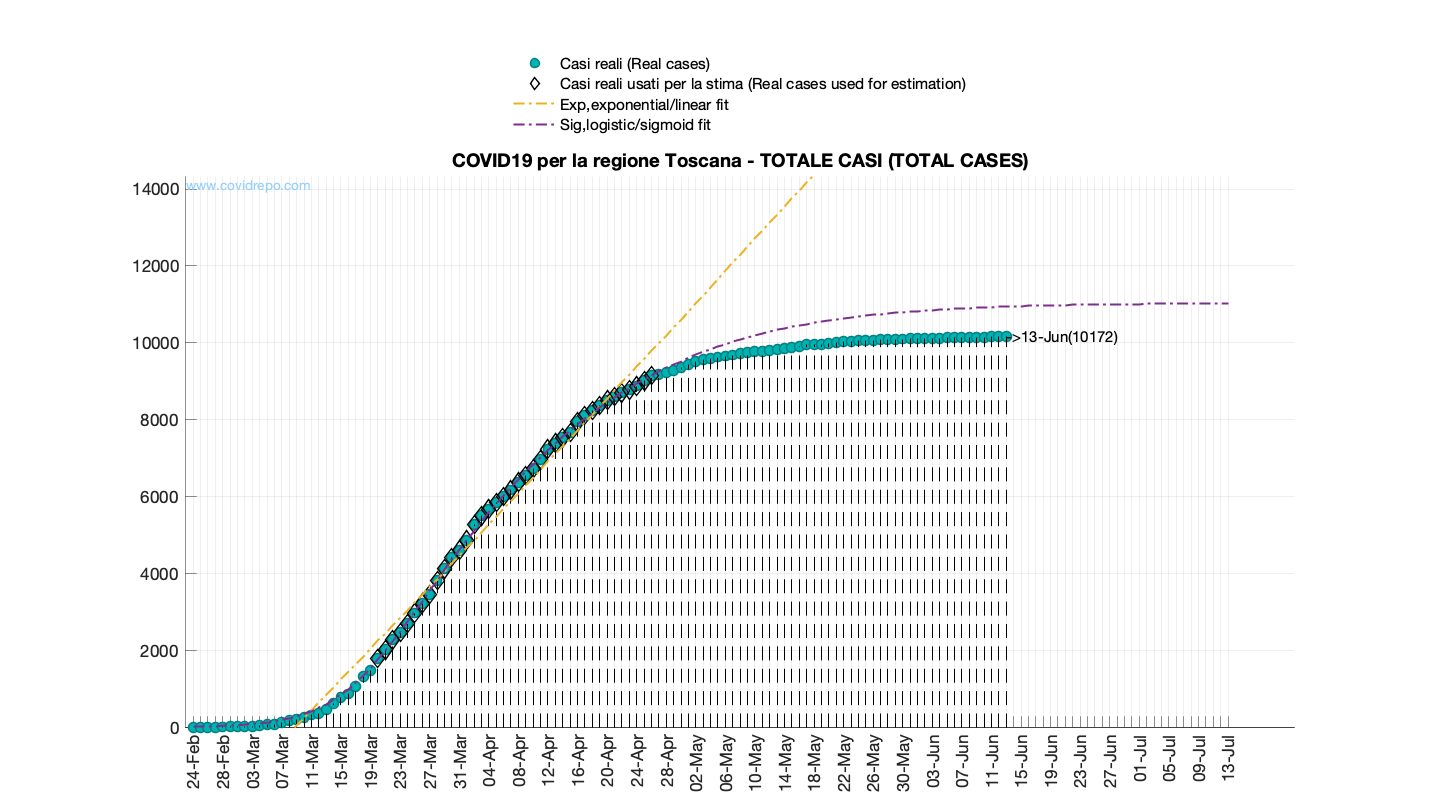 Casi reali (Real cases)
Casi reali usati per la stima (Real cases used for estimation)
Exp,exponential/linear fit
Sig,logistic/sigmoid fit
COVID19 per la regione Toscana - TOTALE CASI (TOTAL CASES)
www.covidrepo.com
14000
12000
10000
8000
6000
4000
2000
0
>13-Jun(10172)
24-Feb
28-Feb
03-Mar
07-Mar
11-Mar
15-Mar
19-Mar
23-Mar
27-Mar
31-Mar
04-Apr
08-Apr
12-Apr
16-Apr
20-Apr
24-Apr
28-Apr
02-May
06-May
10-May
14-May
18-May
22-May
26-May
30-May
03-Jun
07-Jun
11-Jun
15-Jun
19-Jun
23-Jun
27-Jun
01-Jul
05-Jul
09-Jul
13-Jul